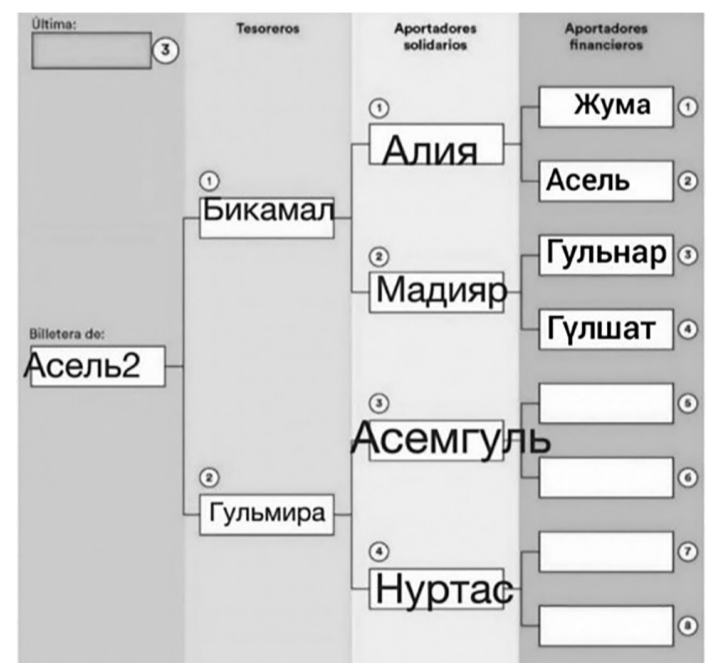 Última:
3
Tesoreros
Aportadores
solidarios
Aportadores
financieros
1
Жума
1
Алия
2
Асель
1
Бикамал
2
Мадияр
3
Гульнар
4
Гүлшат
Billetera de:
Асель2
3
Асемгуль
5
6
2
Гульмира
4
Нуртас
7
8